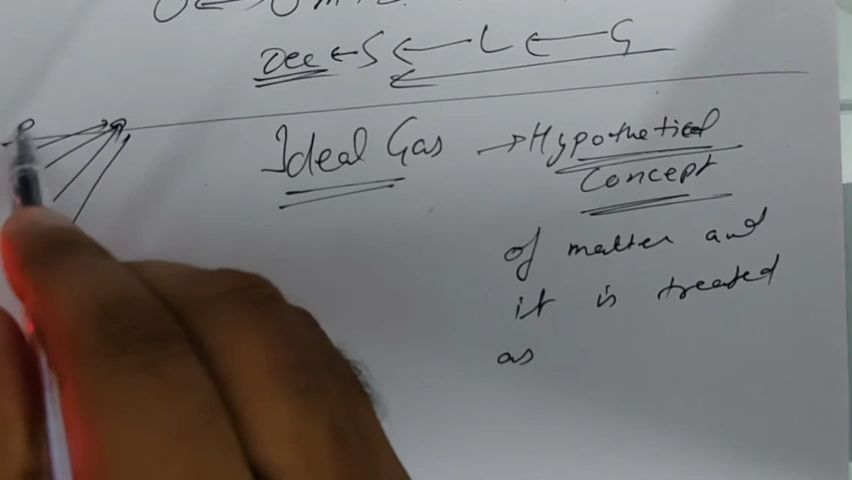 Dec ← S ← L ← G
Ideal Gas → Hypothetical
Concept
of matter and
it is treated
as